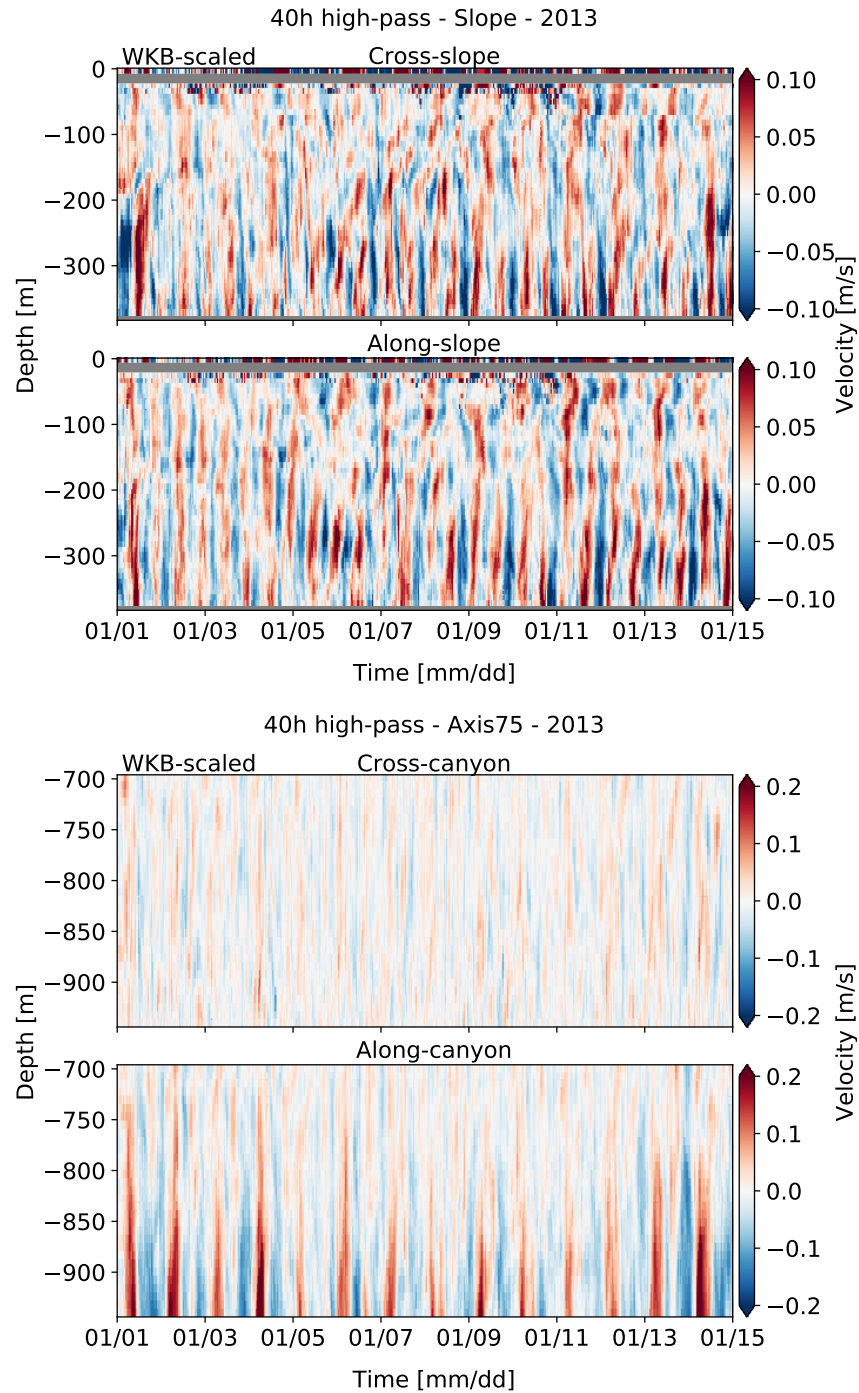 40h high-pass - Slope - 2013
WKB-scaled Cross-slope
0
−100
−200
−300
0.10
0.05
0.00
−0.05
−0.10
Along-slope
0
−100
−200
−300
0.10
0.05
0.00
−0.05
−0.10
Depth [m]
Velocity [m/s]
01/01 01/03 01/05 01/07 01/09 01/11 01/13 01/15
Time [mm/dd]
40h high-pass - Axis75 - 2013
WKB-scaled Cross-canyon
−700
−750
−800
−850
−900
0.2
0.1
0.0
−0.1
−0.2
Along-canyon
−700
−750
−800
−850
−900
0.2
0.1
0.0
−0.1
−0.2
Depth [m]
Velocity [m/s]
01/01 01/03 01/05 01/07 01/09 01/11 01/13 01/15
Time [mm/dd]